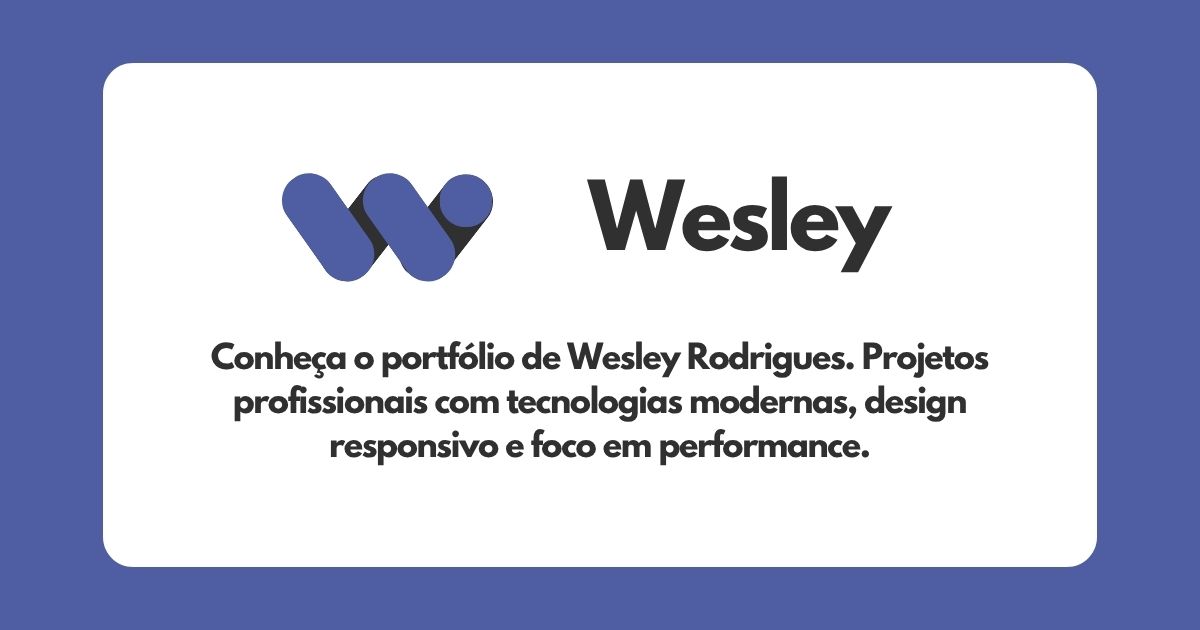 Wesley
Conheça o portfólio de Wesley Rodrigues. Projetos
profissionais com tecnologias modernas, design
responsivo e foco em performance.